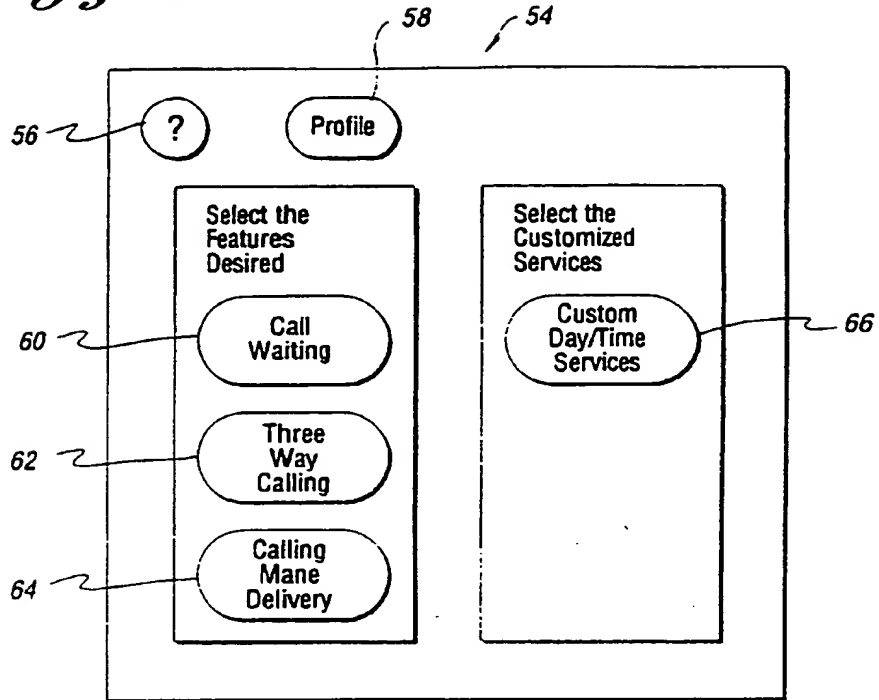 58
54
56
?
Profile
Select the
Features
Desired
60
Call
Waiting
62
Three
Way
Calling
64
Calling
Mane
Delivery
Select the
Customized
Services
Custom
Day/Time
Services
66